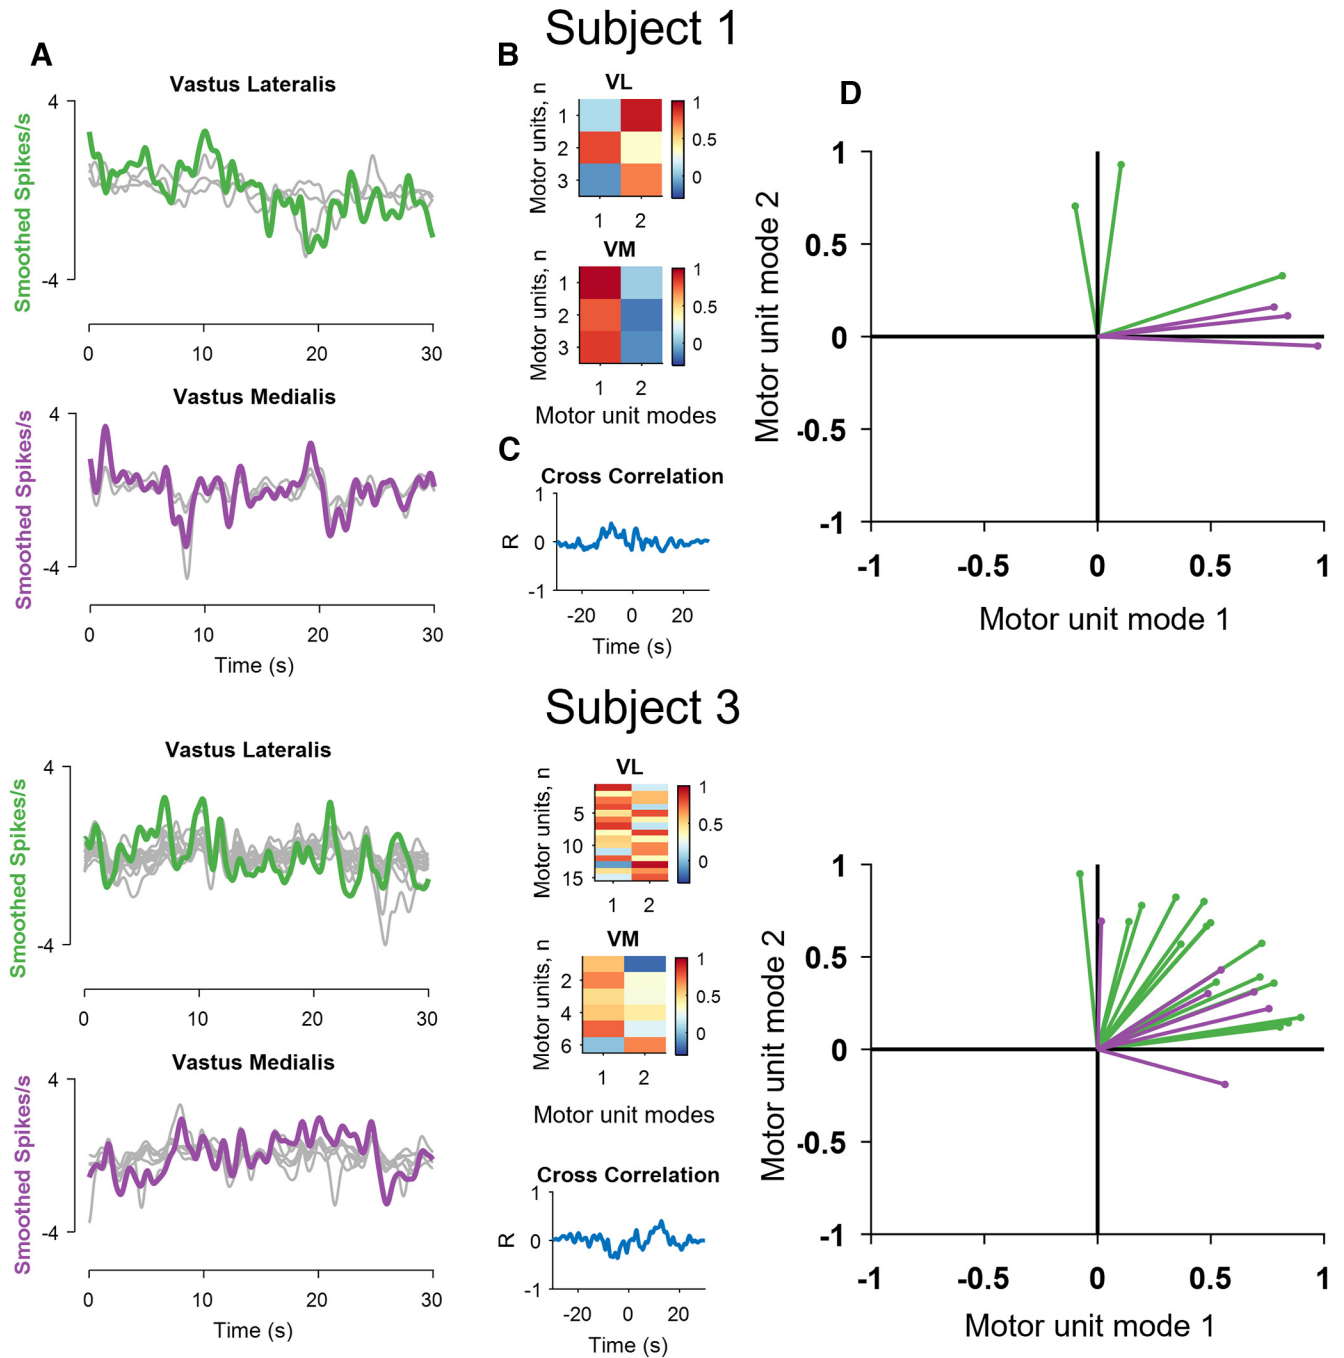 Subject 1
A
Vastus Lateralis
Smoothed Spikes/s
4
-4
0 10 20 30
Vastus Medialis
Smoothed Spikes/s
4
-4
0 10 20 30
Time (s)
B
VL
Motor units, n
1
2
3
1 2
1
0.5
0
VM
Motor units, n
1
2
3
1 2
1
0.5
0
Motor unit modes
C
Cross Correlation
R
1
0
-1
-20 0 20
Time (s)
D
Motor unit mode 2
1
0.5
0
-0.5
-1
-1 -0.5 0 0.5 1
Motor unit mode 1
Subject 3
Vastus Lateralis
Smoothed Spikes/s
4
-4
0 10 20 30
Vastus Medialis
Smoothed Spikes/s
4
-4
0 10 20 30
Time (s)
VL
Motor units, n
5
10
15
1 2
1
0.5
0
VM
Motor units, n
2
4
6
1 2
1
0.5
0
Motor unit modes
Cross Correlation
R
1
0
-1
-20 0 20
Time (s)
Motor unit mode 2
1
0.5
0
-0.5
-1
-1 -0.5 0 0.5 1
Motor unit mode 1